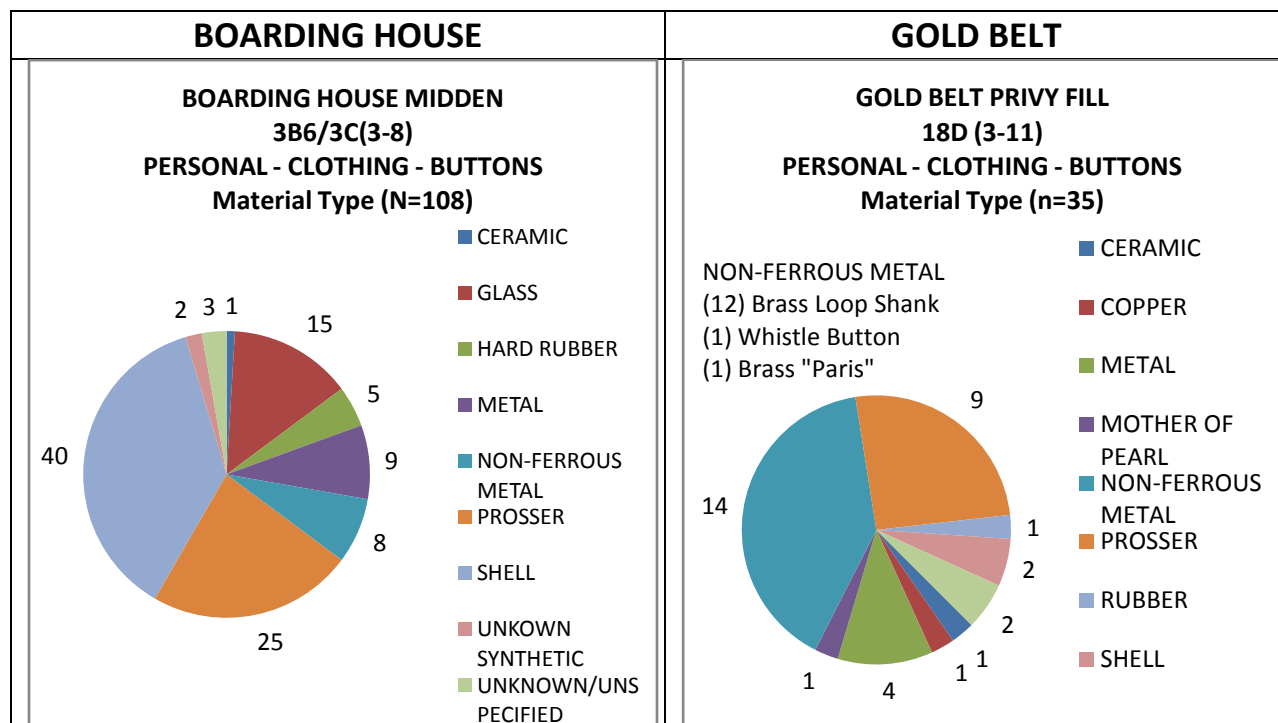 BOARDING HOUSE
GOLD BELT
BOARDING HOUSE MIDDEN
3B6/3C(3-8)
PERSONAL - CLOTHING - BUTTONS
Material Type (N=108)
CERAMIC
GLASS
HARD RUBBER
METAL
NON-FERROUS
METAL
PROSSER
SHELL
UNKOWN
SYNTHETIC
UNKNOWN/UNS
PECIFIED
2
3
1
15
5
9
8
25
40
GOLD BELT PRIVY FILL
18D (3-11)
PERSONAL - CLOTHING - BUTTONS
Material Type (n=35)
NON-FERROUS METAL
(12) Brass Loop Shank
(1) Whistle Button
(1) Brass "Paris"
CERAMIC
COPPER
METAL
MOTHER OF
PEARL
NON-FERROUS
METAL
PROSSER
RUBBER
SHELL
9
1
2
2
1
1
4
1
14